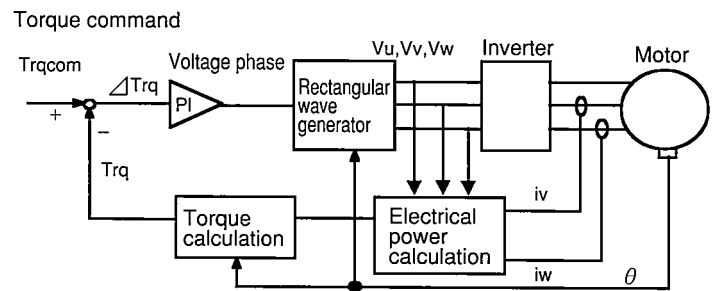 Torque command
Trqcom
⊿Trq
Voltage phase
Vu,Vv,Vw
Inverter
Motor
+
−
PI
Rectangular
wave
generator
Trq
Torque
calculation
Electrical
power
calculation
iv
iw
θ